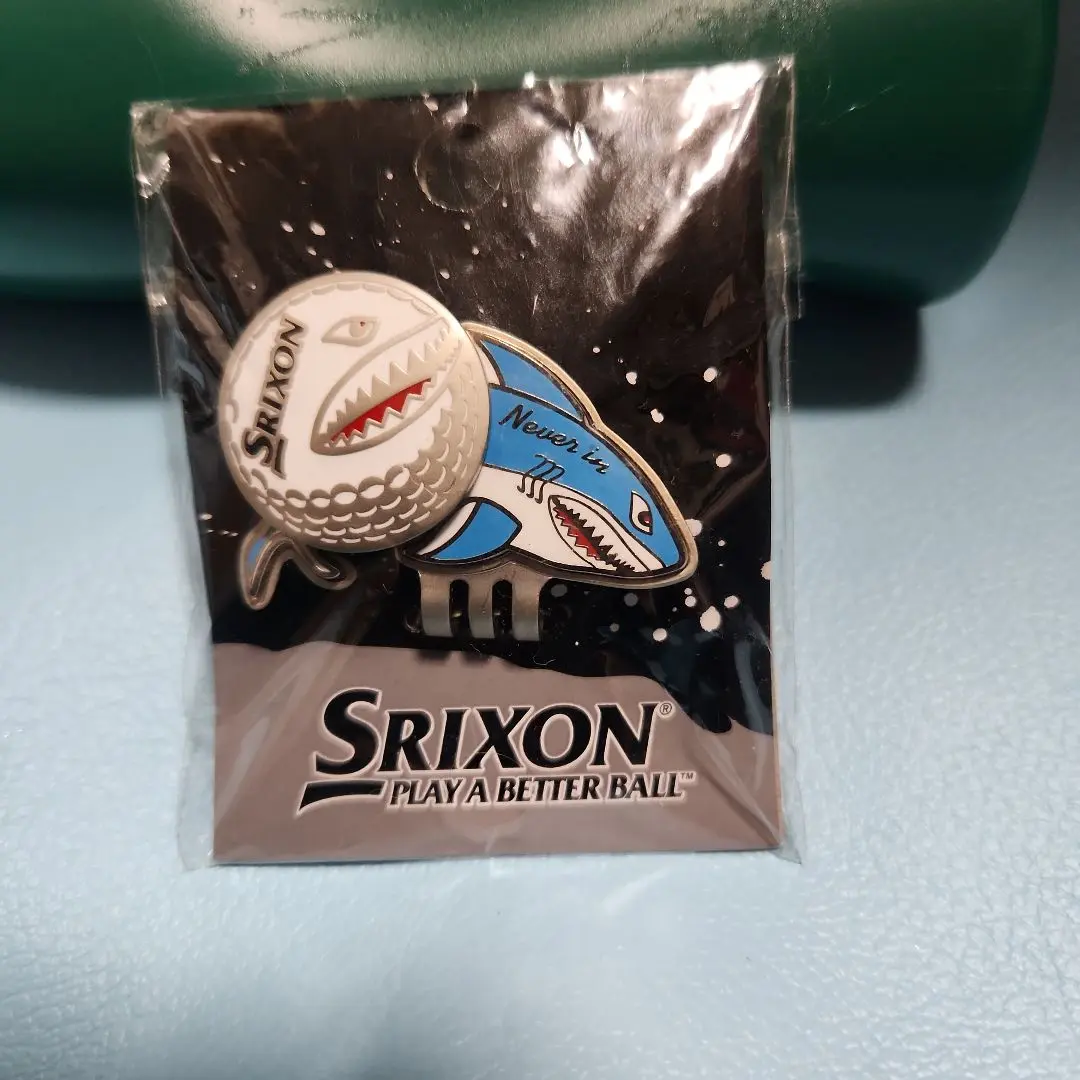 SRIXON
Never in
SRIXON®
PLAY A BETTER BALL™